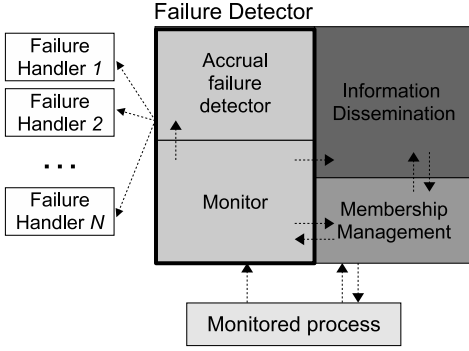 Failure Detector
Failure
Handler 1
Failure
Handler 2
...
Failure
Handler N
Accrual
failure
detector
Information
Dissemination
Monitor
Membership
Management
Monitored process